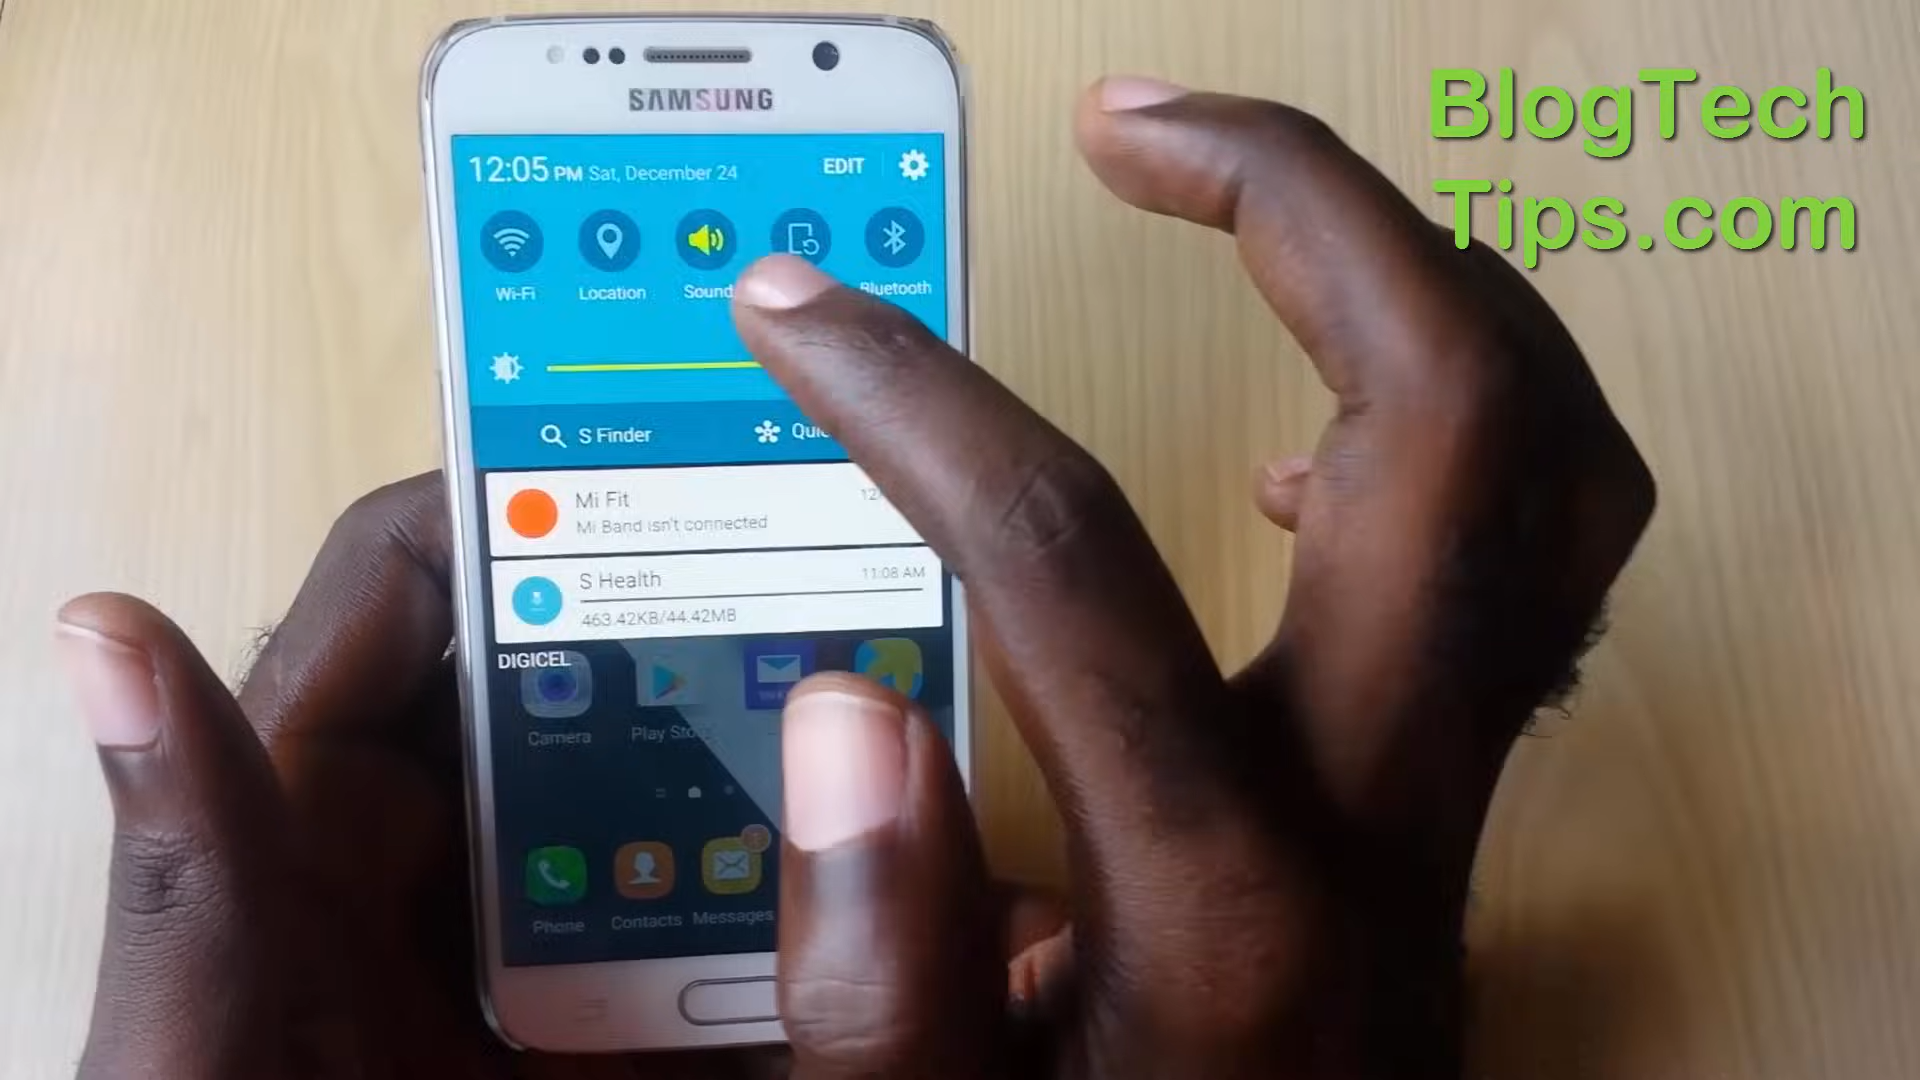 BlogTech
Tips.com
SAMSUNG
12:05 PM Sat, December 24 EDIT
Wi-Fi Location Sound Bluetooth
S Finder
Mi Fit
Mi Band isn't connected
S Health 11:08 AM
463.42KB/44.42MB
DIGICEL
Camera Play
Phone Contacts Messages